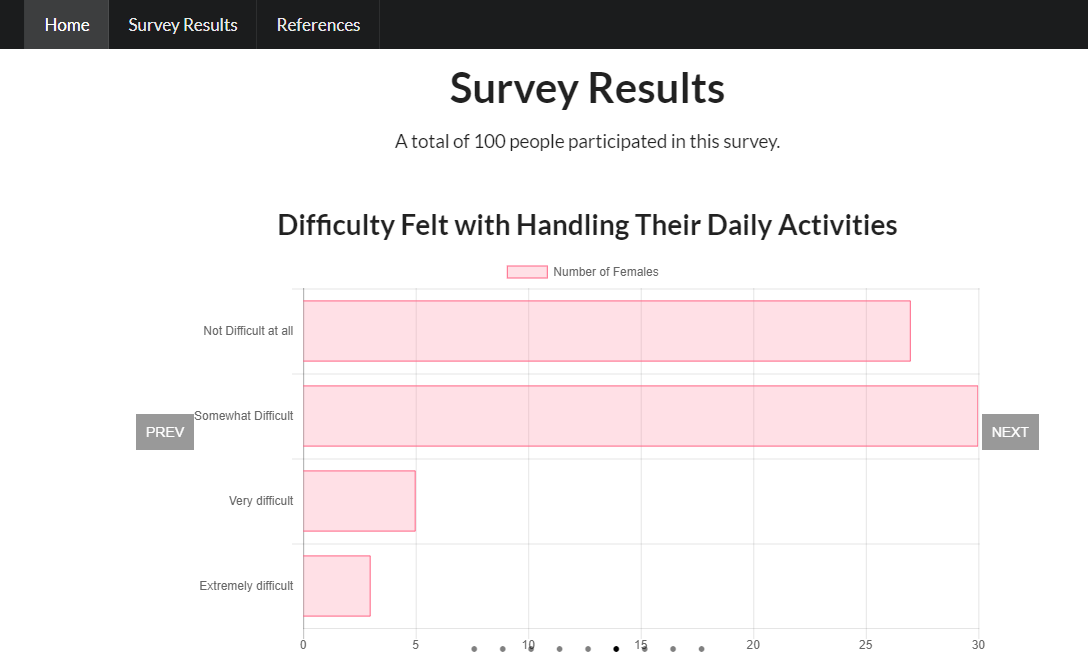 Home Survey Results References
Survey Results
A total of 100 people participated in this survey.
Difficulty Felt with Handling Their Daily Activities
Number of Females
Not Difficult at all
Somewhat Difficult
PREV
NEXT
Very difficult
Extremely difficult
0 5 10 15 20 25 30